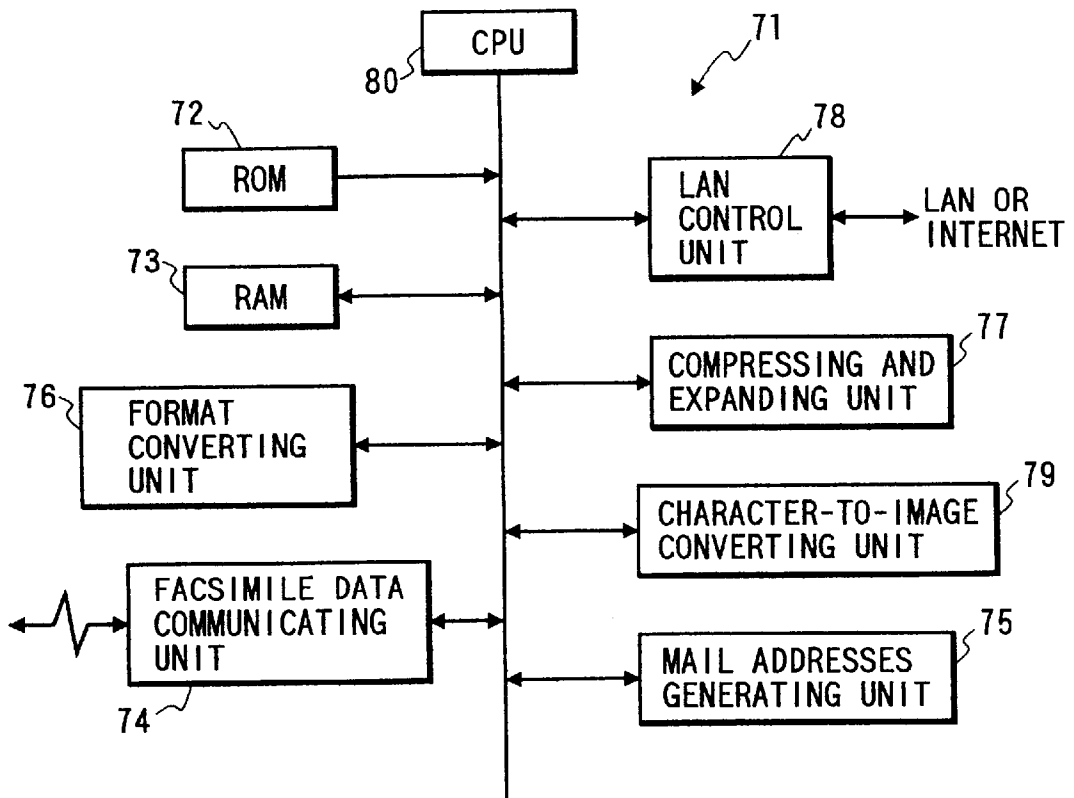 CPU
80
71
72
ROM
78
LAN
CONTROL
UNIT
LAN OR
INTERNET
73
RAM
77
COMPRESSING AND
EXPANDING UNIT
76
FORMAT
CONVERTING
UNIT
79
CHARACTER-TO-IMAGE
CONVERTING UNIT
FACSIMILE DATA
COMMUNICATING
UNIT
74
75
MAIL ADDRESSES
GENERATING UNIT